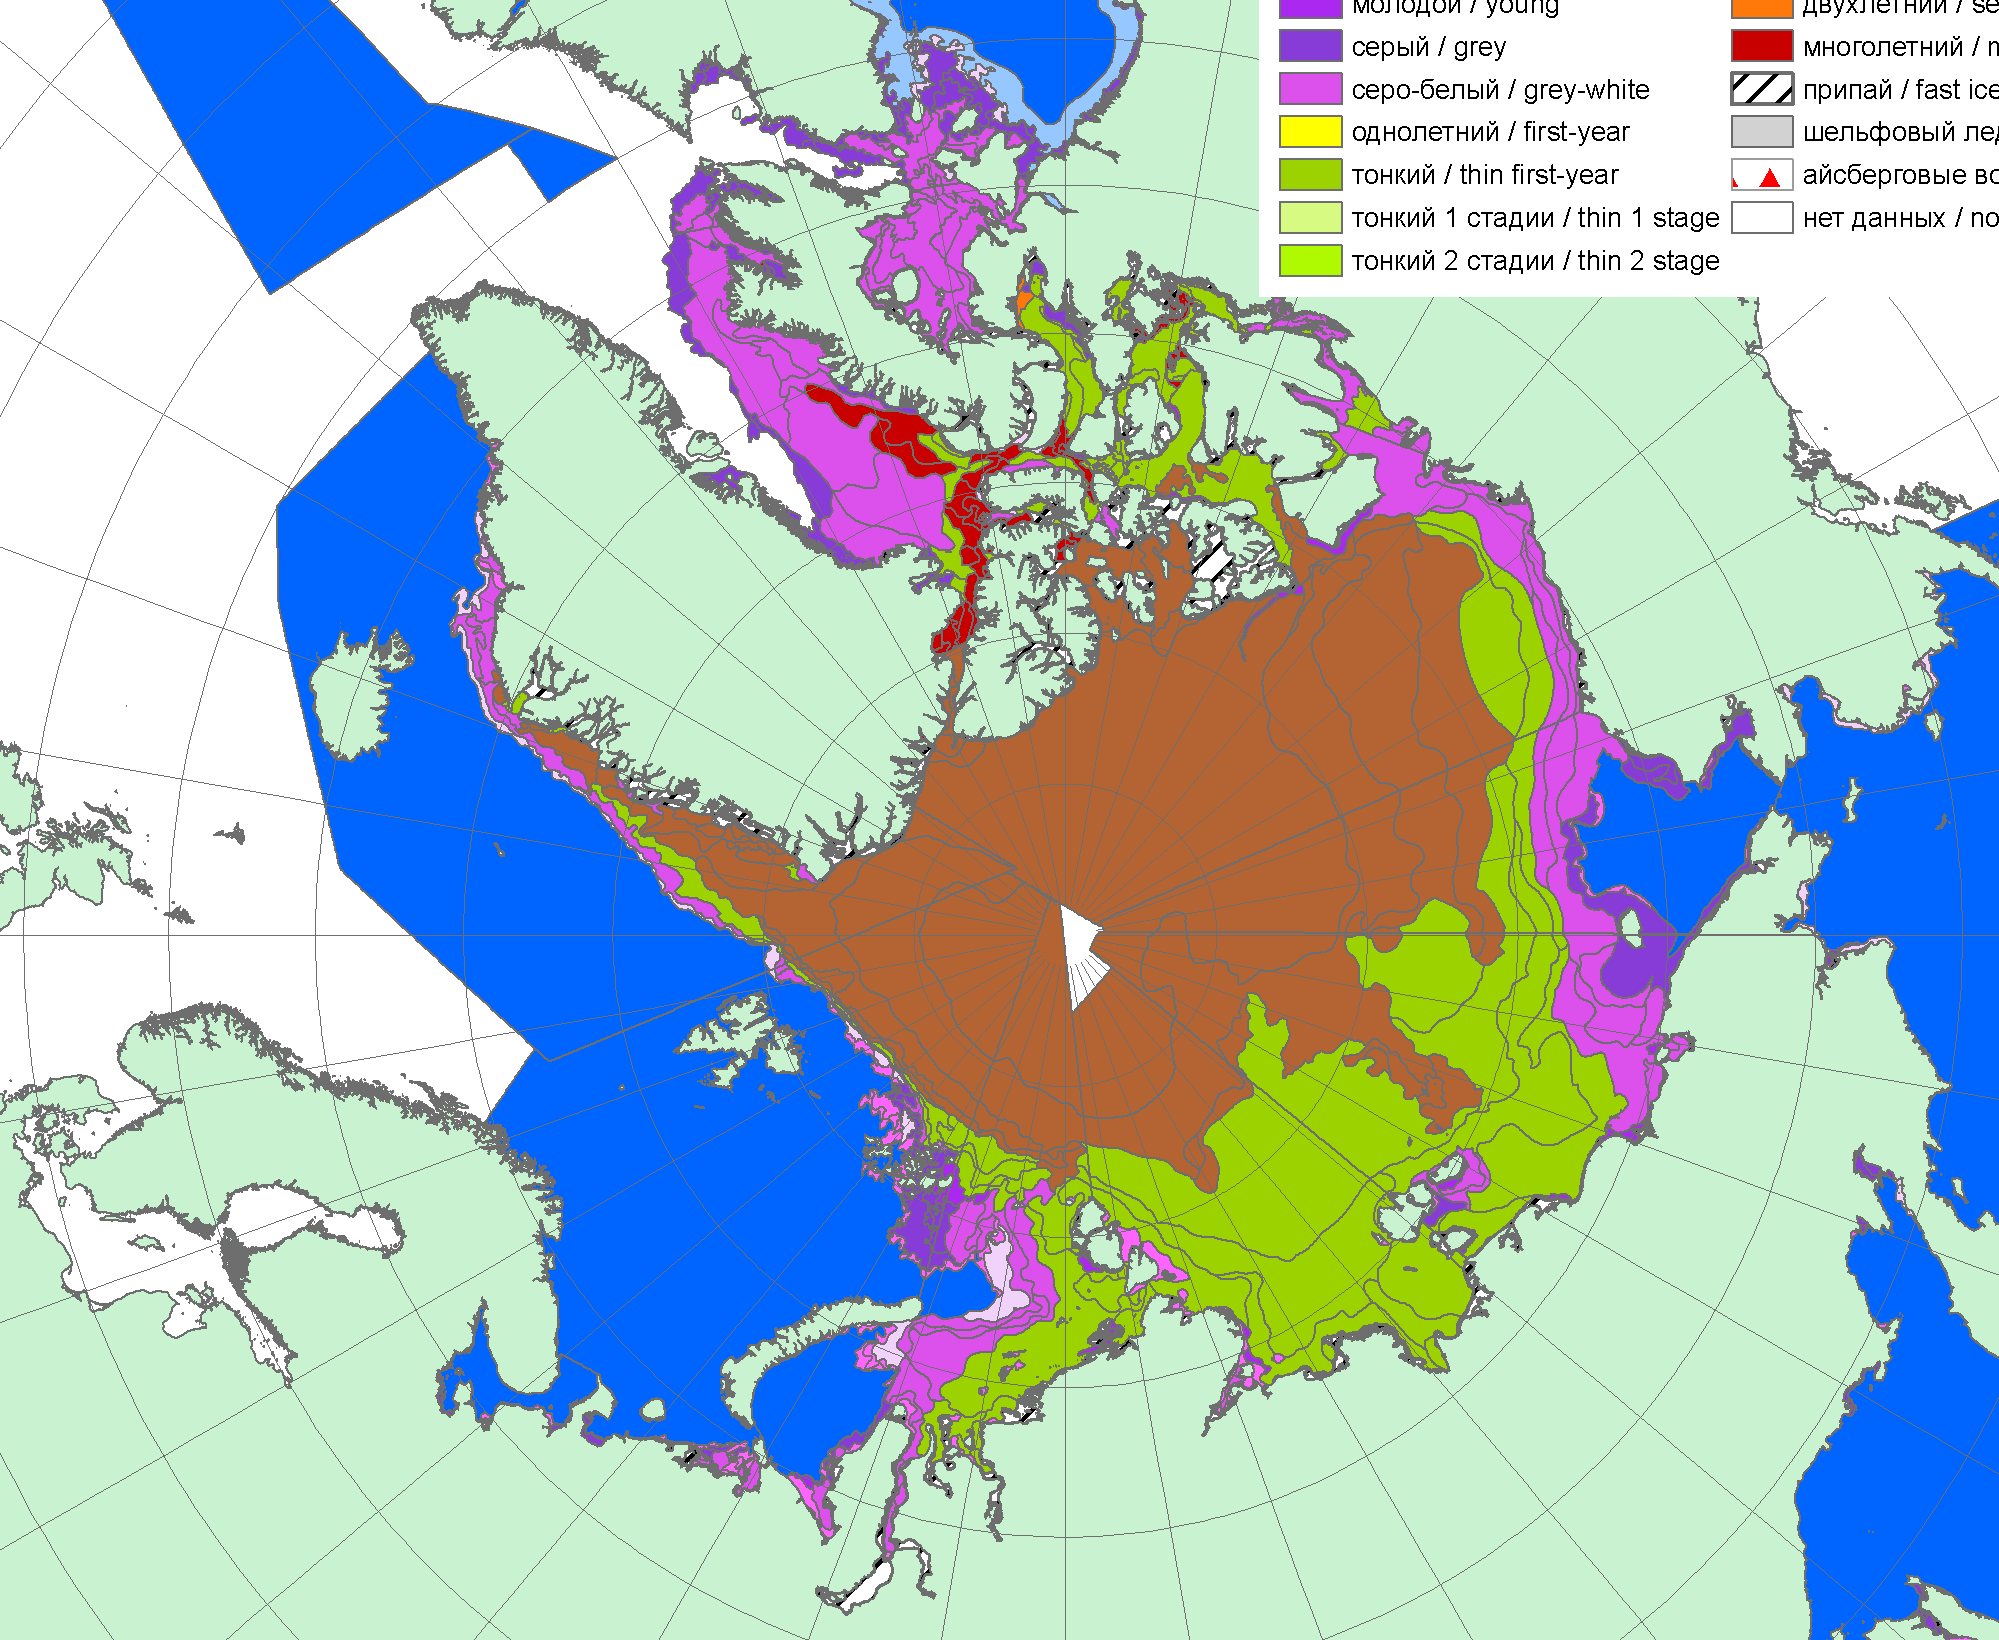 молодой / young
серый / grey
серо-белый / grey-white
однолетний / first-year
тонкий / thin first-year
тонкий 1 стадии / thin 1 stage
тонкий 2 стадии / thin 2 stage
двухлетний / se
многолетний / m
припай / fast ice
шельфовый лед
айсберговые во
нет данных / no